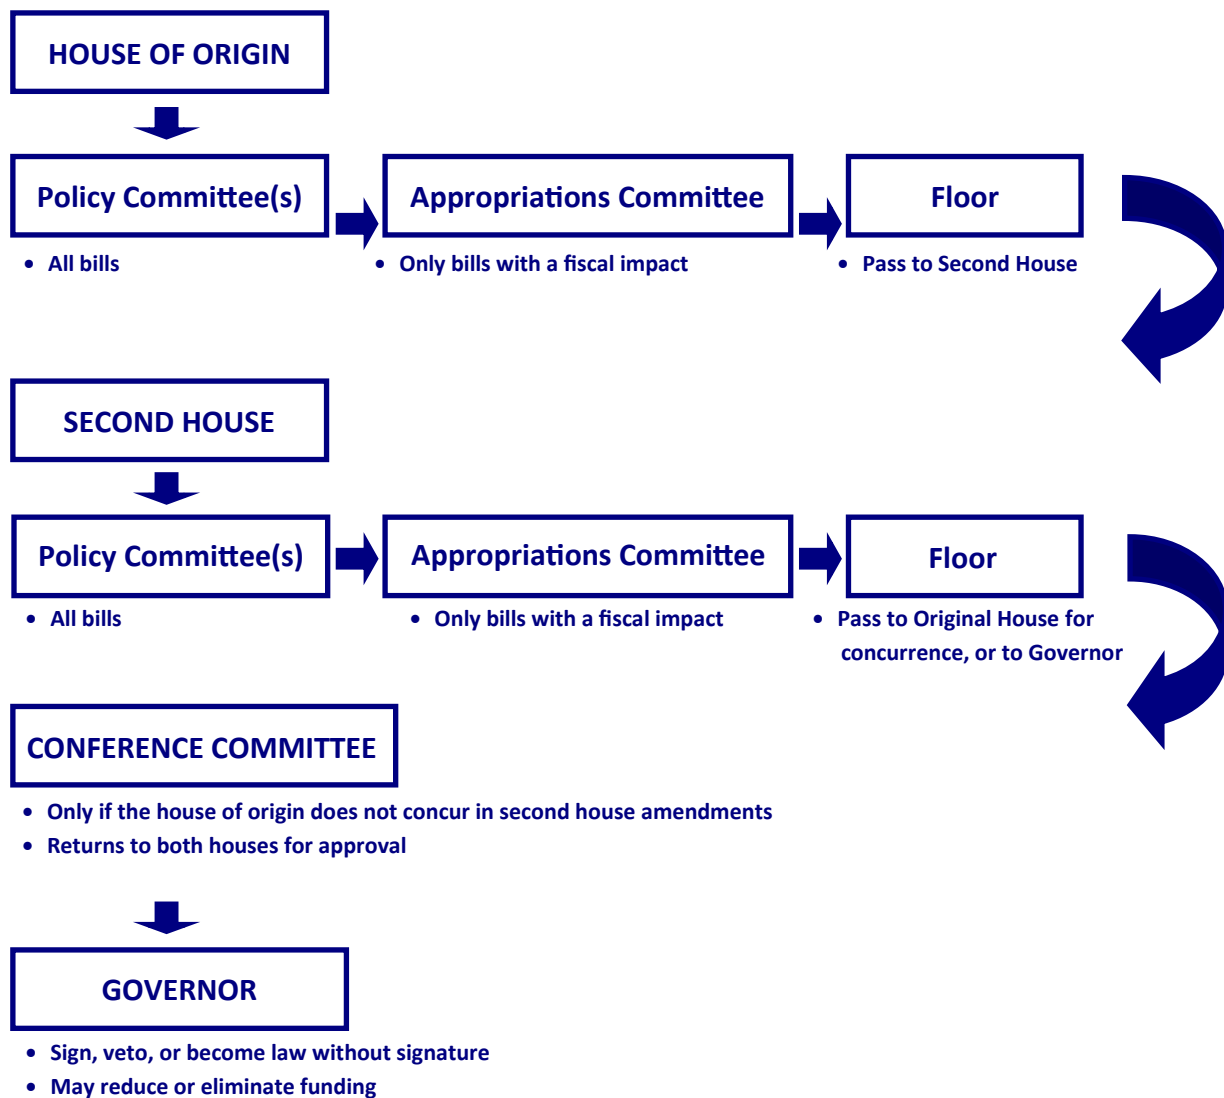 HOUSE OF ORIGIN
Policy Committee(s)
Appropriations Committee
Floor
• All bills
• Only bills with a fiscal impact
• Pass to Second House
SECOND HOUSE
Policy Committee(s)
Appropriations Committee
Floor
• All bills
• Only bills with a fiscal impact
• Pass to Original House for
concurrence, or to Governor
CONFERENCE COMMITTEE
• Only if the house of origin does not concur in second house amendments
• Returns to both houses for approval
GOVERNOR
• Sign, veto, or become law without signature
• May reduce or eliminate funding